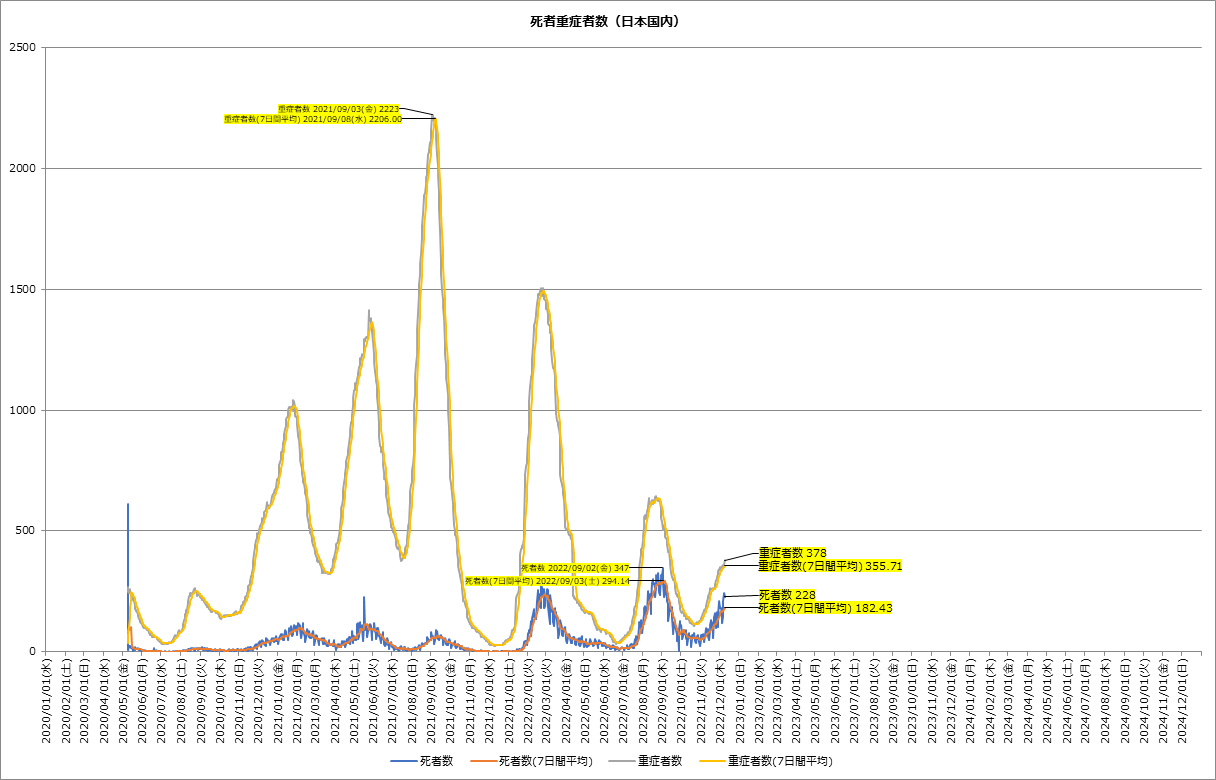 死者重症者数（日本国内）
2500
2000
1500
1000
500
0
重症者数 2021/09/03(金) 2223
重症者数(7日間平均) 2021/09/08(水) 2206.00
死者数 2022/09/02(金) 347
死者数(7日間平均) 2022/09/03(土) 294.14
重症者数 378
重症者数(7日間平均) 355.71
死者数 228
死者数(7日間平均) 182.43
2020/01/01(水)
2020/02/01(土)
2020/03/01(日)
2020/04/01(水)
2020/05/01(金)
2020/06/01(月)
2020/07/01(水)
2020/08/01(土)
2020/09/01(火)
2020/10/01(木)
2020/11/01(日)
2020/12/01(火)
2021/01/01(金)
2021/02/01(月)
2021/03/01(月)
2021/04/01(木)
2021/05/01(土)
2021/06/01(火)
2021/07/01(木)
2021/08/01(日)
2021/09/01(水)
2021/10/01(金)
2021/11/01(月)
2021/12/01(水)
2022/01/01(土)
2022/02/01(火)
2022/03/01(火)
2022/04/01(金)
2022/05/01(日)
2022/06/01(水)
2022/07/01(金)
2022/08/01(月)
2022/09/01(木)
2022/10/01(土)
2022/11/01(火)
2022/12/01(木)
2023/01/01(日)
2023/02/01(水)
2023/03/01(水)
2023/04/01(土)
2023/05/01(月)
2023/06/01(木)
2023/07/01(土)
2023/08/01(火)
2023/09/01(金)
2023/10/01(日)
2023/11/01(水)
2023/12/01(金)
2024/01/01(月)
2024/02/01(木)
2024/03/01(金)
2024/04/01(月)
2024/05/01(水)
2024/06/01(土)
2024/07/01(月)
2024/08/01(木)
2024/09/01(日)
2024/10/01(火)
2024/11/01(金)
2024/12/01(日)
死者数 死者数(7日間平均) 重症者数 重症者数(7日間平均)